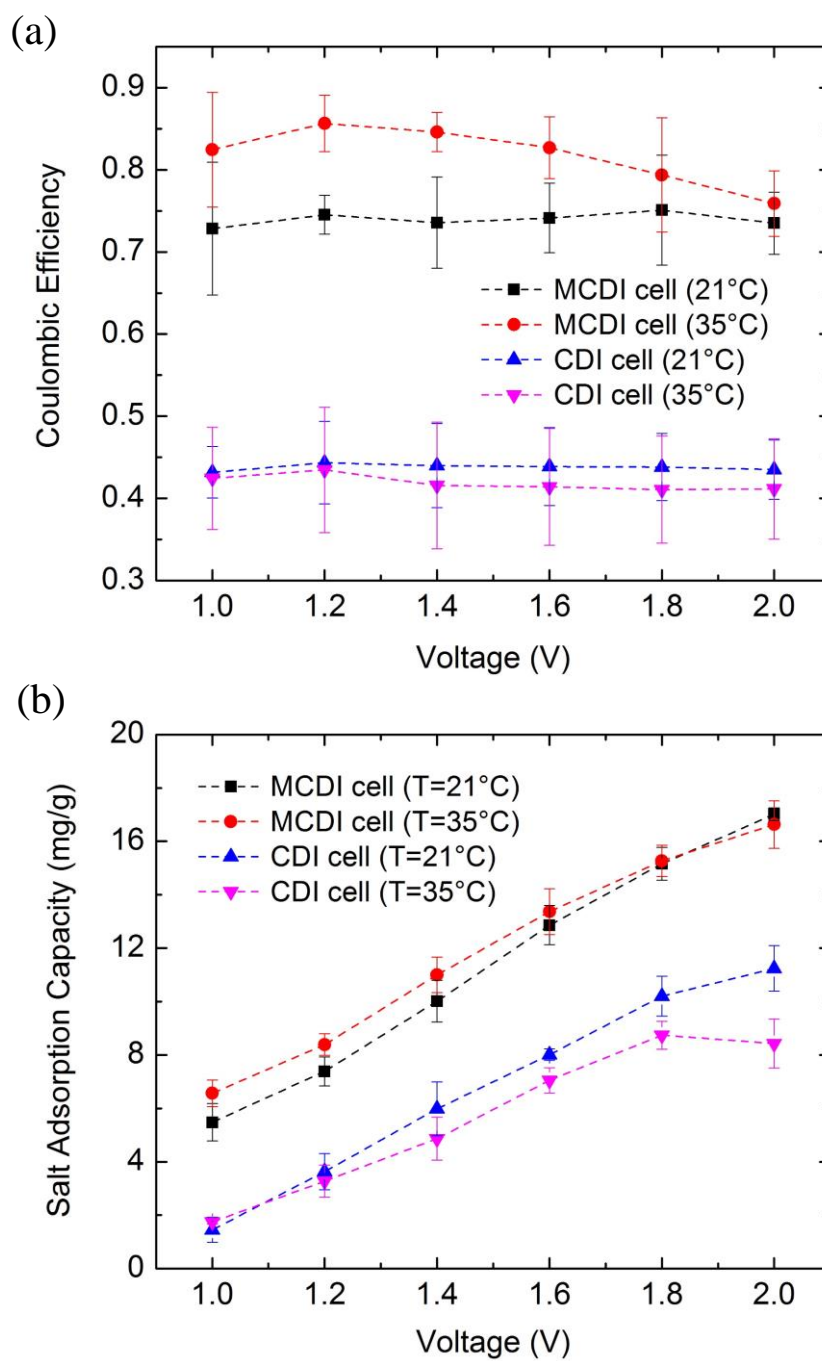 (a)
0.9
0.8
0.7
0.6
0.5
0.4
0.3
Coulombic Efficiency
MCDI cell (21°C)
MCDI cell (35°C)
CDI cell (21°C)
CDI cell (35°C)
1.0 1.2 1.4 1.6 1.8 2.0
Voltage (V)
(b)
20
16
12
8
4
0
Salt Adsorption Capacity (mg/g)
MCDI cell (T=21°C)
MCDI cell (T=35°C)
CDI cell (T=21°C)
CDI cell (T=35°C)
1.0 1.2 1.4 1.6 1.8 2.0
Voltage (V)